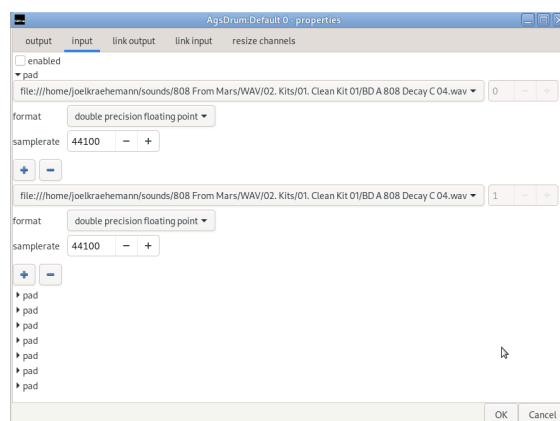 AgsDrum:Default 0 - properties
output input link output link input resize channels
enabled
pad
file:///home/joelkraehemann/sounds/808 From Mars/WAV/02. Kits/01. Clean Kit 01/BD A 808 Decay C 04.wav 0 − +
format double precision floating point
samplerate 44100 − +
+ −
file:///home/joelkraehemann/sounds/808 From Mars/WAV/02. Kits/01. Clean Kit 01/BD A 808 Decay C 04.wav 1 − +
format double precision floating point
samplerate 44100 − +
+ −
pad
pad
pad
pad
pad
pad
pad
OK Cancel